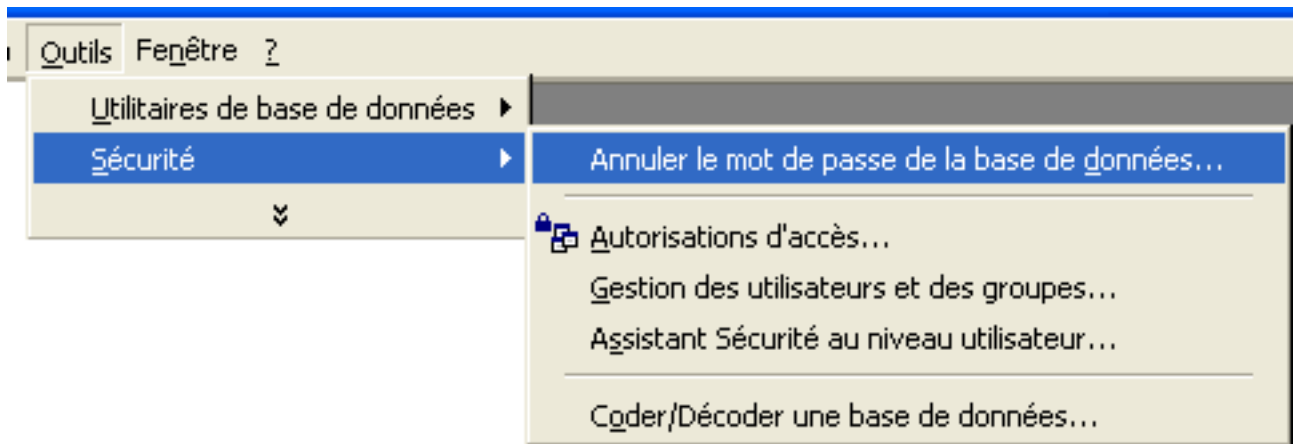 Outils Fenêtre ?
Utilitaires de base de données
Sécurité
Annuler le mot de passe de la base de données...
Autorisations d'accès...
Gestion des utilisateurs et des groupes...
Assistant Sécurité au niveau utilisateur...
Coder/Décoder une base de données...